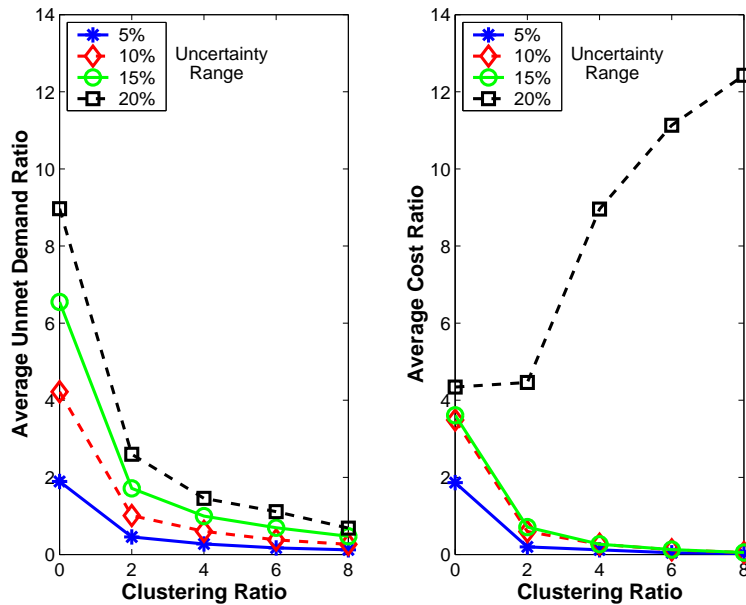 14
12
10
8
6
4
2
0
0 2 4 6 8
Average Unmet Demand Ratio
Clustering Ratio
5%
10%
15%
20%
Uncertainty
Range
14
12
10
8
6
4
2
0
0 2 4 6 8
Average Cost Ratio
Clustering Ratio
5%
10%
15%
20%
Uncertainty
Range